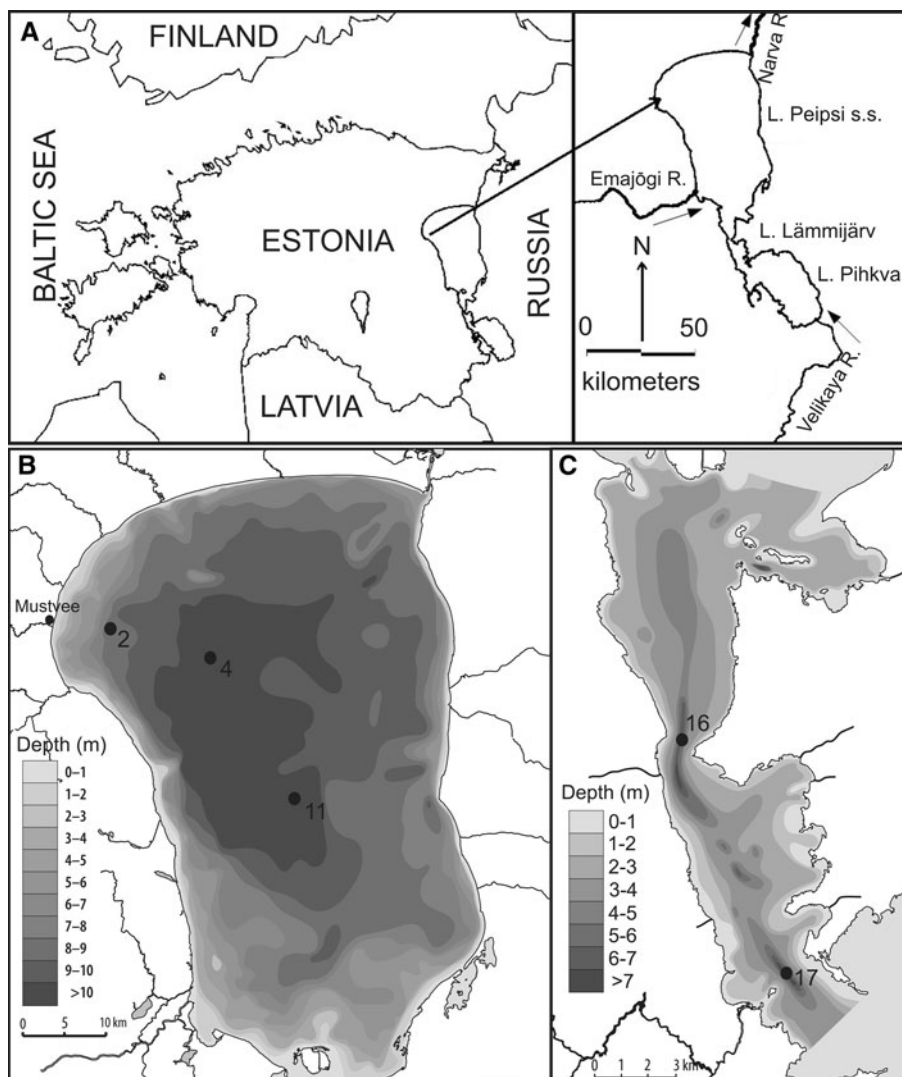 A
FINLAND
BALTIC SEA
ESTONIA
RUSSIA
LATVIA
Narva R.
L. Peipsi s.s.
Emajõgi R.
L. Lämmijärv
N
L. Pihkva
0 50
kilometers
Velikaya R.
B
Mustvee
2
4
11
Depth (m)
0–1
1–2
2–3
3–4
4–5
5–6
6–7
7–8
8–9
9–10
>10
0 5 10 km
C
16
17
Depth (m)
0-1
1-2
2-3
3-4
4-5
5-6
6-7
>7
0 1 2 3 km